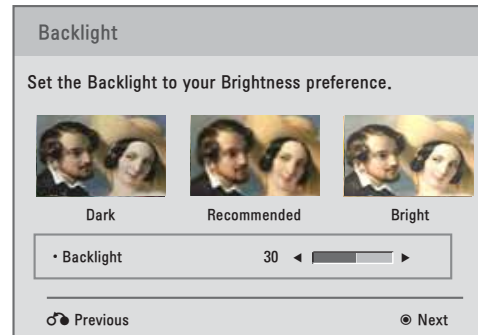 Backlight
Set the Backlight to your Brightness preference.
Dark Recommended Bright
• Backlight 30 ◄ ►
Previous ◉ Next